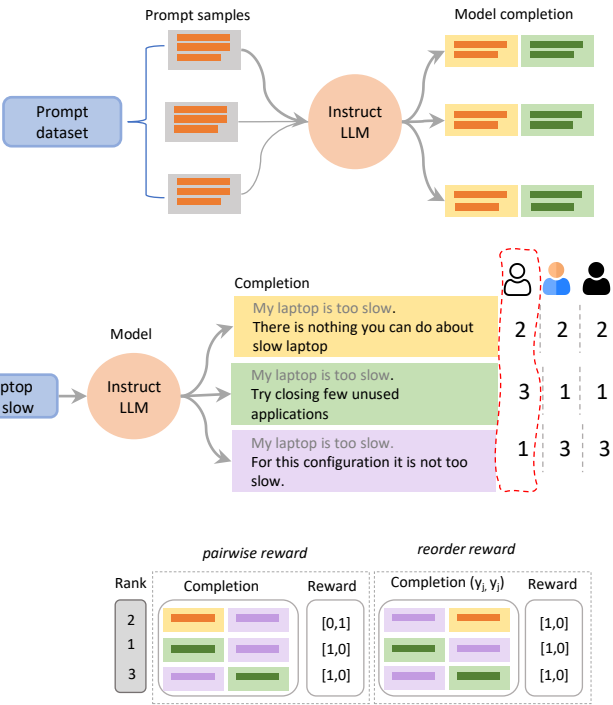 Prompt samples
Model completion
Prompt
dataset
Instruct
LLM
Completion
Model
My laptop is too slow.
There is nothing you can do about
slow laptop
2 2 2
ptop
slow
Instruct
LLM
My laptop is too slow.
Try closing few unused
applications
3 1 1
My laptop is too slow.
For this configuration it is not too
slow.
1 3 3
pairwise reward
reorder reward
Rank
Completion
Reward
Completion (yj, yj)
Reward
2
[0,1]
[1,0]
1
[1,0]
[1,0]
3
[1,0]
[1,0]